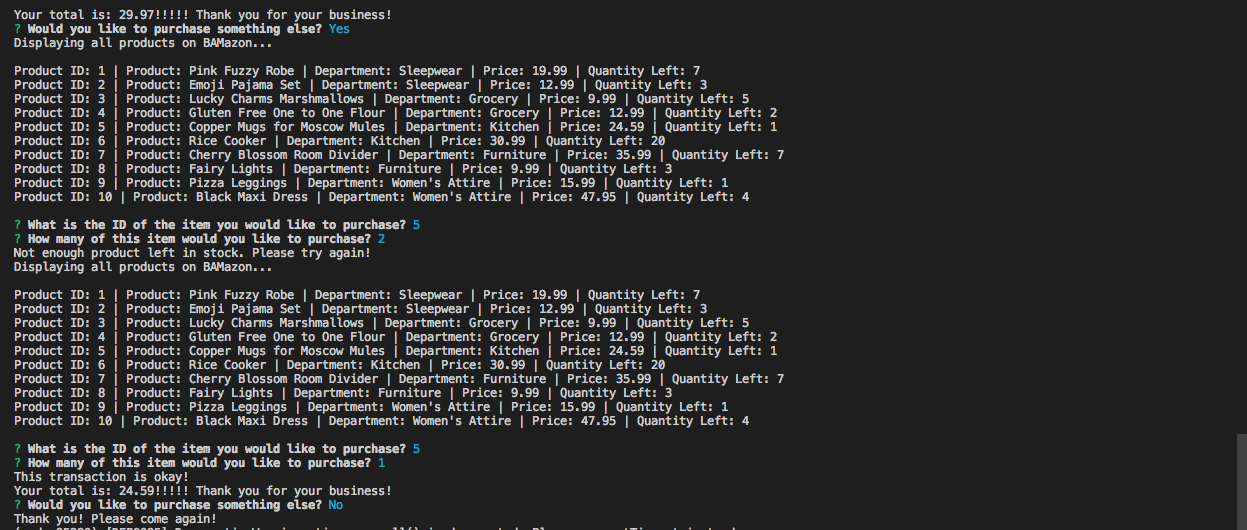 Your total is: 29.97!!!!! Thank you for your business!
? Would you like to purchase something else? Yes
Displaying all products on BAMazon...
Product ID: 1 | Product: Pink Fuzzy Robe | Department: Sleepwear | Price: 19.99 | Quantity Left: 7
Product ID: 2 | Product: Emoji Pajama Set | Department: Sleepwear | Price: 12.99 | Quantity Left: 3
Product ID: 3 | Product: Lucky Charms Marshmallows | Department: Grocery | Price: 9.99 | Quantity Left: 5
Product ID: 4 | Product: Gluten Free One to One Flour | Department: Grocery | Price: 12.99 | Quantity Left: 2
Product ID: 5 | Product: Copper Mugs for Moscow Mules | Department: Kitchen | Price: 24.59 | Quantity Left: 1
Product ID: 6 | Product: Rice Cooker | Department: Kitchen | Price: 30.99 | Quantity Left: 20
Product ID: 7 | Product: Cherry Blossom Room Divider | Department: Furniture | Price: 35.99 | Quantity Left: 7
Product ID: 8 | Product: Fairy Lights | Department: Furniture | Price: 9.99 | Quantity Left: 3
Product ID: 9 | Product: Pizza Leggings | Department: Women's Attire | Price: 15.99 | Quantity Left: 1
Product ID: 10 | Product: Black Maxi Dress | Department: Women's Attire | Price: 47.95 | Quantity Left: 4
? What is the ID of the item you would like to purchase? 5
? How many of this item would you like to purchase? 2
Not enough product left in stock. Please try again!
Displaying all products on BAMazon...
Product ID: 1 | Product: Pink Fuzzy Robe | Department: Sleepwear | Price: 19.99 | Quantity Left: 7
Product ID: 2 | Product: Emoji Pajama Set | Department: Sleepwear | Price: 12.99 | Quantity Left: 3
Product ID: 3 | Product: Lucky Charms Marshmallows | Department: Grocery | Price: 9.99 | Quantity Left: 5
Product ID: 4 | Product: Gluten Free One to One Flour | Department: Grocery | Price: 12.99 | Quantity Left: 2
Product ID: 5 | Product: Copper Mugs for Moscow Mules | Department: Kitchen | Price: 24.59 | Quantity Left: 1
Product ID: 6 | Product: Rice Cooker | Department: Kitchen | Price: 30.99 | Quantity Left: 20
Product ID: 7 | Product: Cherry Blossom Room Divider | Department: Furniture | Price: 35.99 | Quantity Left: 7
Product ID: 8 | Product: Fairy Lights | Department: Furniture | Price: 9.99 | Quantity Left: 3
Product ID: 9 | Product: Pizza Leggings | Department: Women's Attire | Price: 15.99 | Quantity Left: 1
Product ID: 10 | Product: Black Maxi Dress | Department: Women's Attire | Price: 47.95 | Quantity Left: 4
? What is the ID of the item you would like to purchase? 5
? How many of this item would you like to purchase? 1
This transaction is okay!
Your total is: 24.59!!!!! Thank you for your business!
? Would you like to purchase something else? No
Thank you! Please come again!